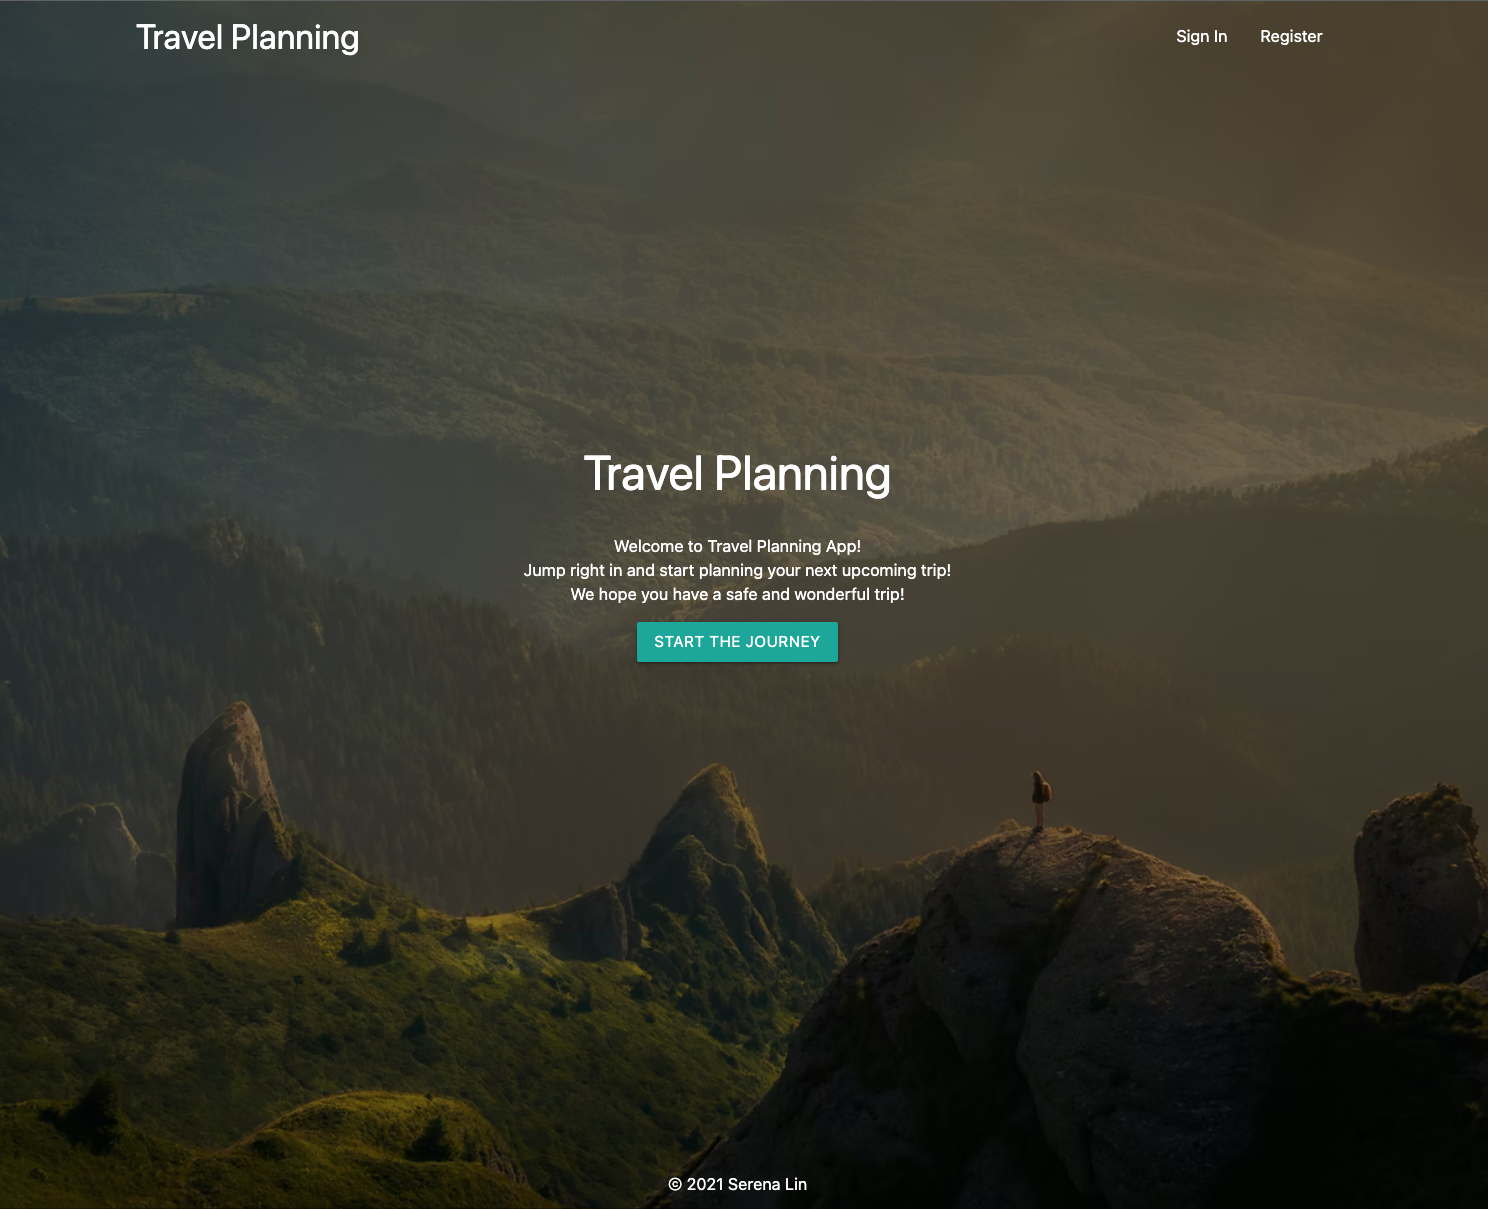 Travel Planning
Sign In
Register
Travel Planning
Welcome to Travel Planning App!
Jump right in and start planning your next upcoming trip!
We hope you have a safe and wonderful trip!
START THE JOURNEY
© 2021 Serena Lin